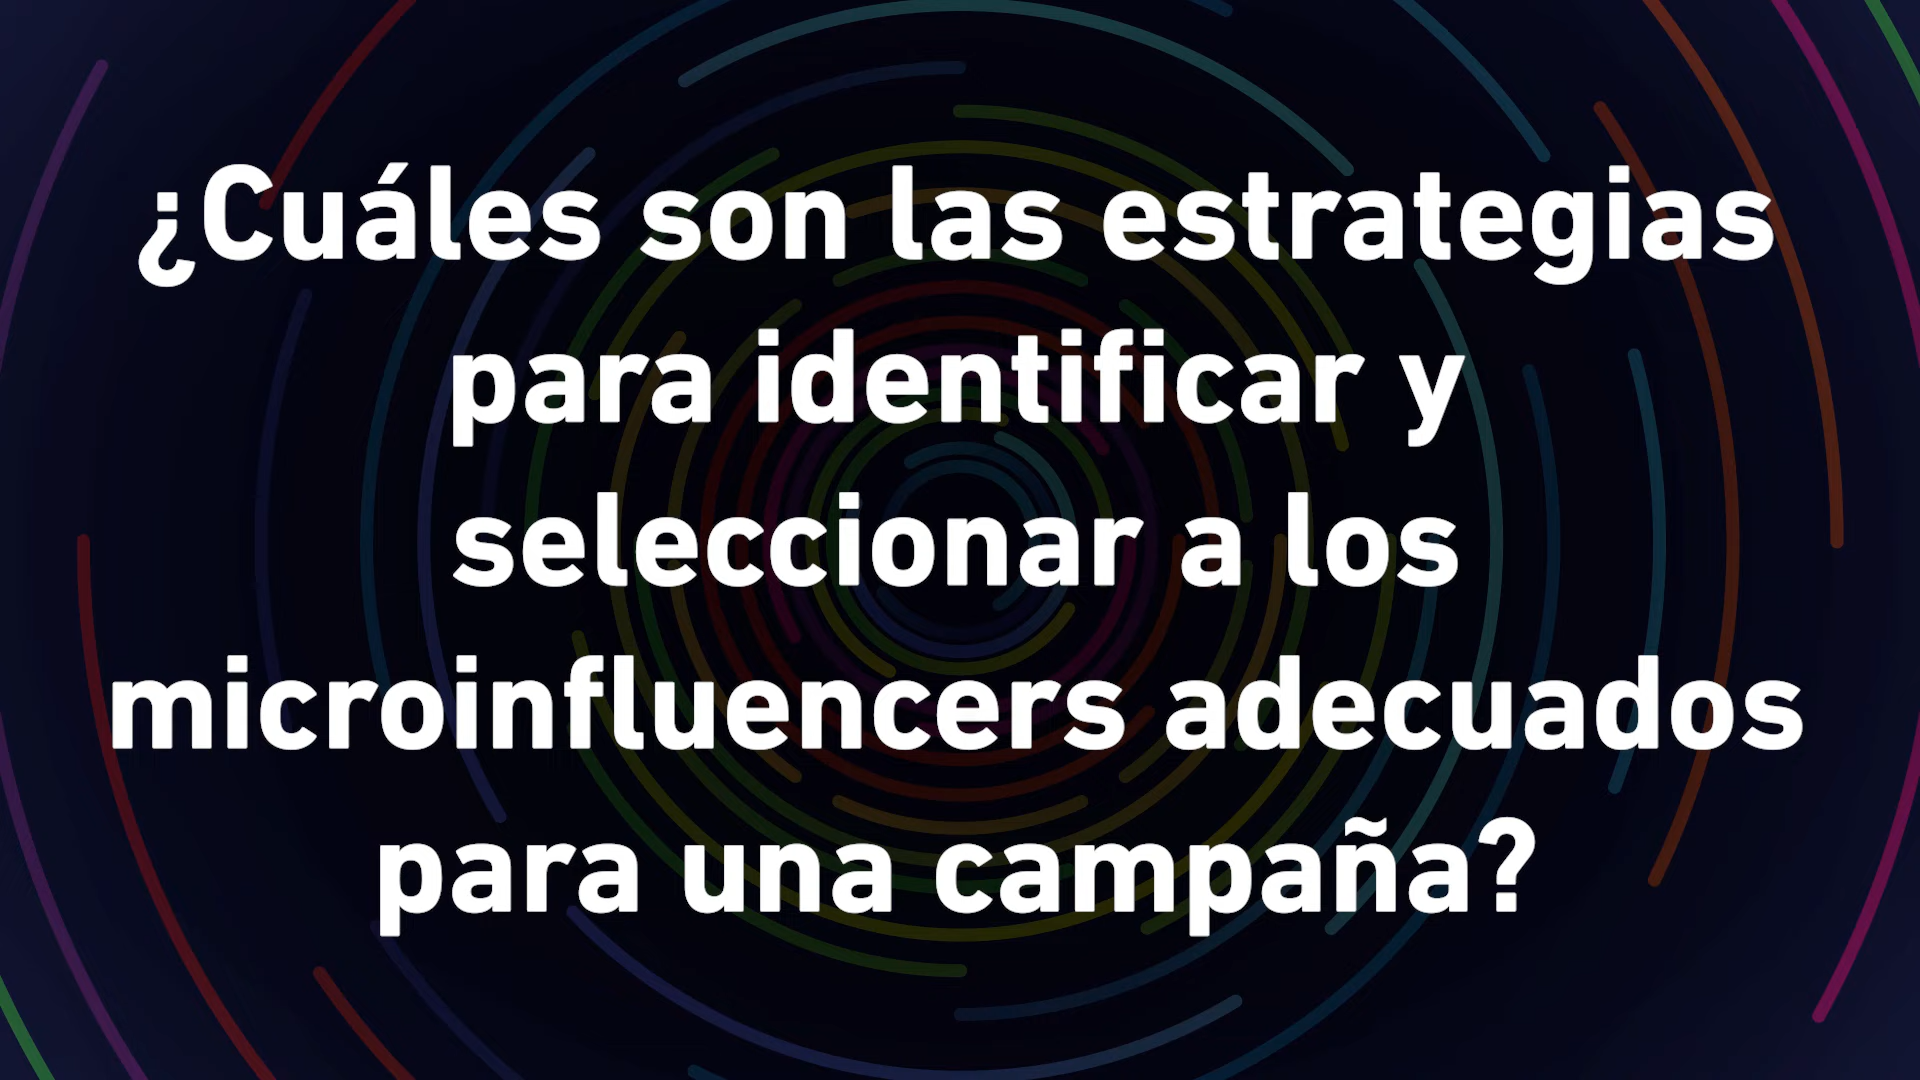 ¿Cuáles son las estrategias
para identificar y
seleccionar a los
microinfluencers adecuados
para una campaña?